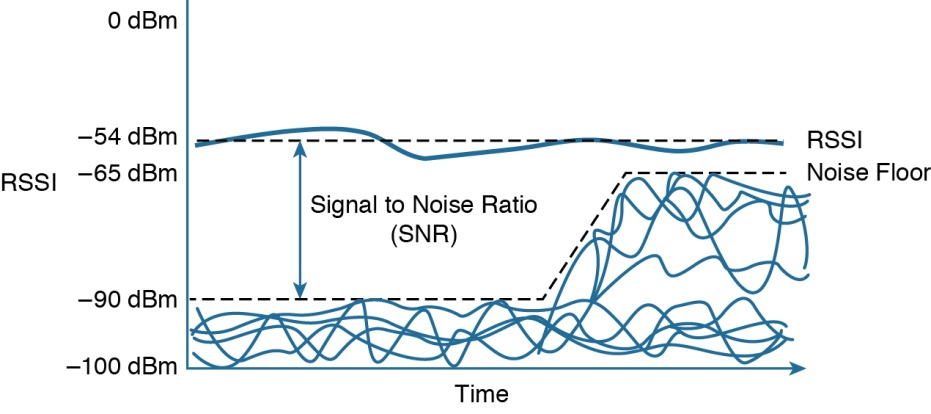 0 dBm
−54 dBm
RSSI
−65 dBm
Noise Floor
RSSI
Signal to Noise Ratio
(SNR)
−90 dBm
−100 dBm
Time